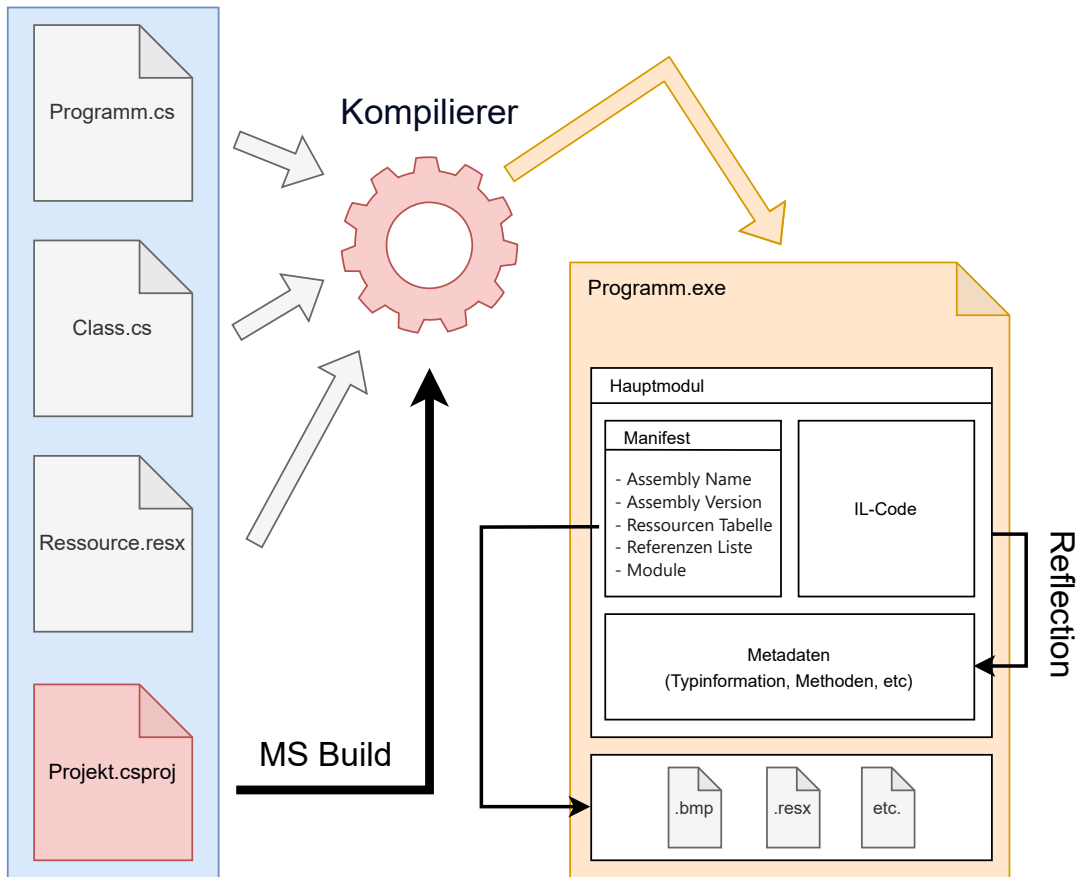 Programm.cs
Class.cs
Ressource.resx
Projekt.csproj
Kompilierer
MS Build
Programm.exe
Hauptmodul
Manifest
- Assembly Name
- Assembly Version
- Ressourcen Tabelle
- Referenzen Liste
- Module
IL-Code
Metadaten
(Typinformation, Methoden, etc)
Reflection
.bmp
.resx
etc.